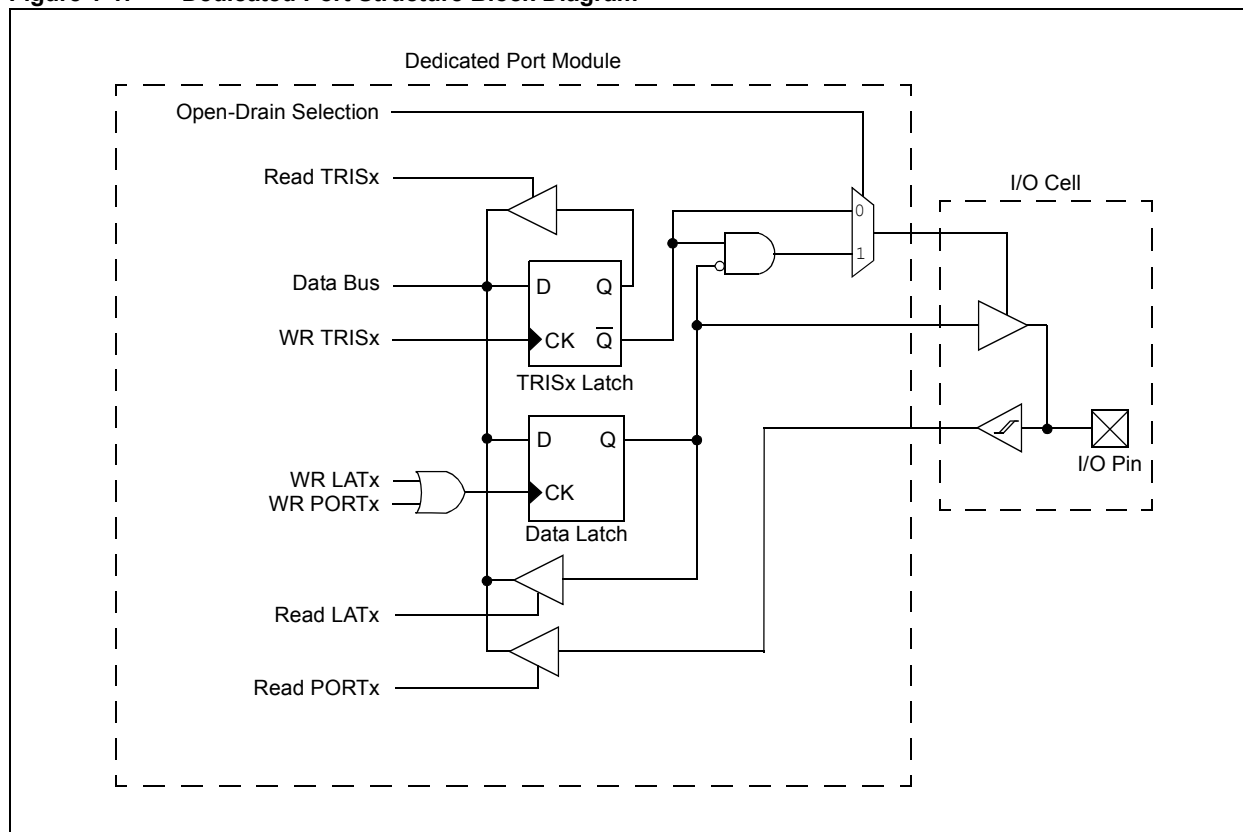 Dedicated Port Module
Open-Drain Selection
Read TRISx
I/O Cell
0
1
Data Bus
D Q
WR TRISx
CK Q̅
TRISx Latch
D Q
I/O Pin
WR LATx
WR PORTx
CK
Data Latch
Read LATx
Read PORTx